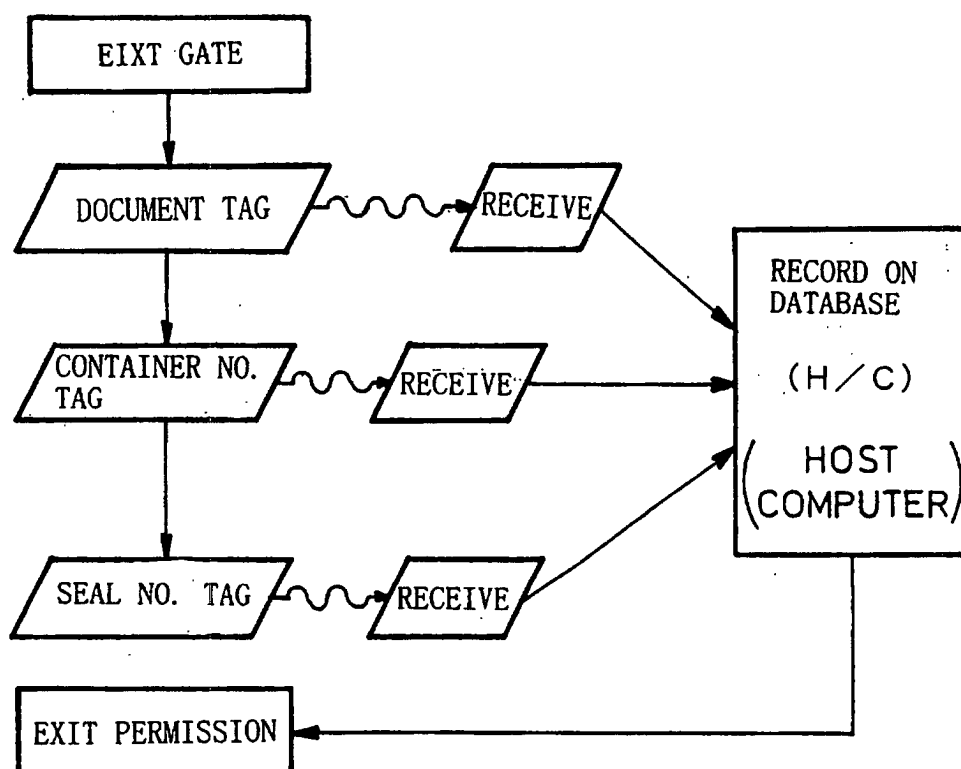 EIXT GATE
DOCUMENT TAG
RECEIVE
CONTAINER NO.
TAG
RECEIVE
SEAL NO. TAG
RECEIVE
RECORD ON
DATABASE
(H/C)
(HOST
COMPUTER)
EXIT PERMISSION